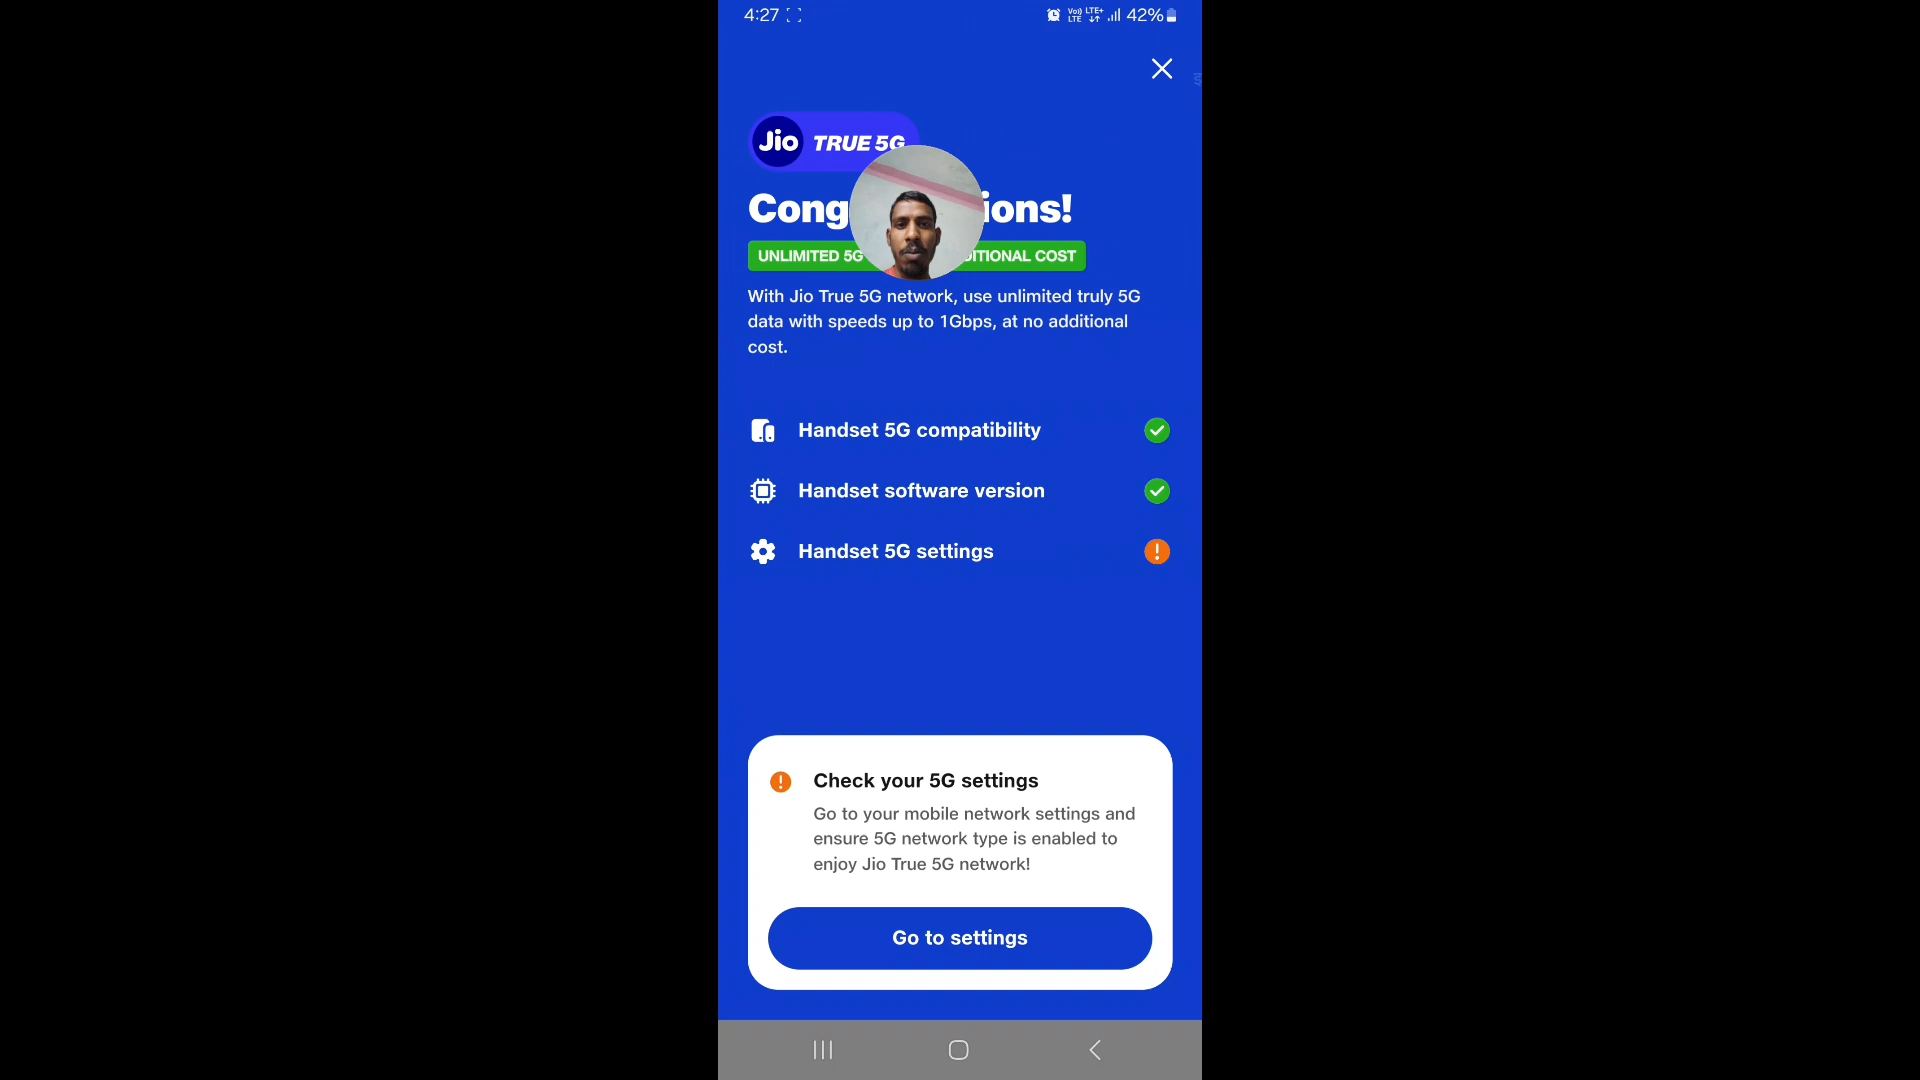 4:27
Vo) LTE LTE+ 42%
Jio TRUE 5G
Cong ions!
UNLIMITED 5G COST
With Jio True 5G network, use unlimited truly 5G
data with speeds up to 1Gbps, at no additional
cost.
Handset 5G compatibility
Handset software version
Handset 5G settings
Check your 5G settings
Go to your mobile network settings and
ensure 5G network type is enabled to
enjoy Jio True 5G network!
Go to settings